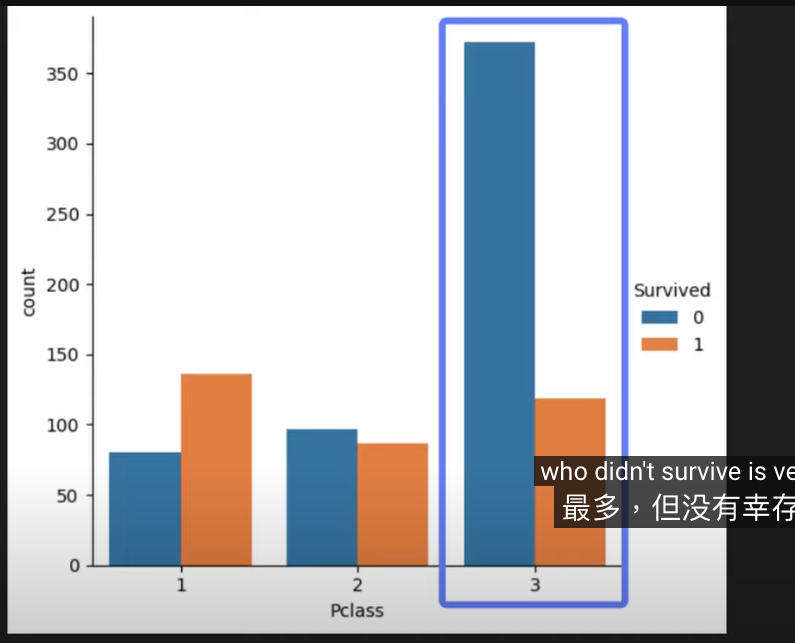 350
300
250
200
150
100
50
0
count
1
2
3
Pclass
Survived
0
1
who didn't survive is ve
最多，但没有幸存